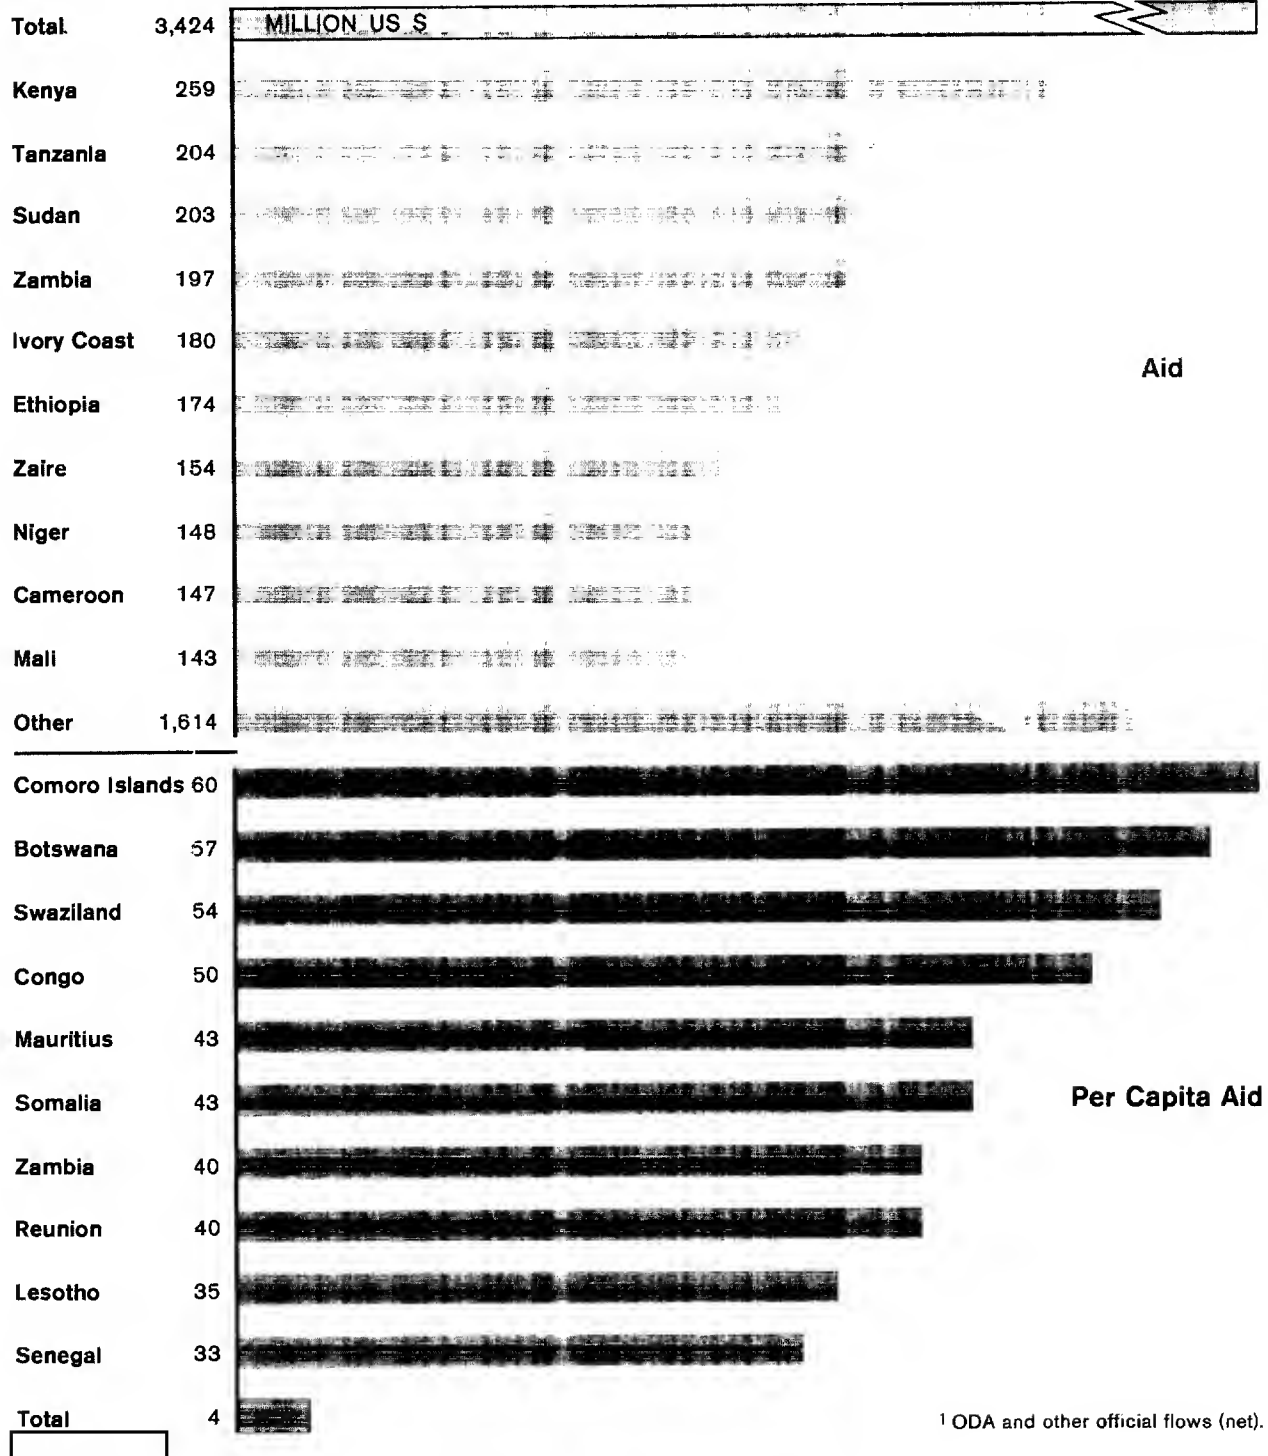 Total. 3,424 MILLION US $
Kenya 259
Tanzania 204
Sudan 203
Zambia 197
Ivory Coast 180
Aid
Ethiopia 174
Zaire 154
Niger 148
Cameroon 147
Mali 143
Other 1,614
Comoro Islands 60
Botswana 57
Swaziland 54
Congo 50
Mauritius 43
Somalia 43
Per Capita Aid
Zambia 40
Reunion 40
Lesotho 35
Senegal 33
Total 4
1 ODA and other official flows (net).